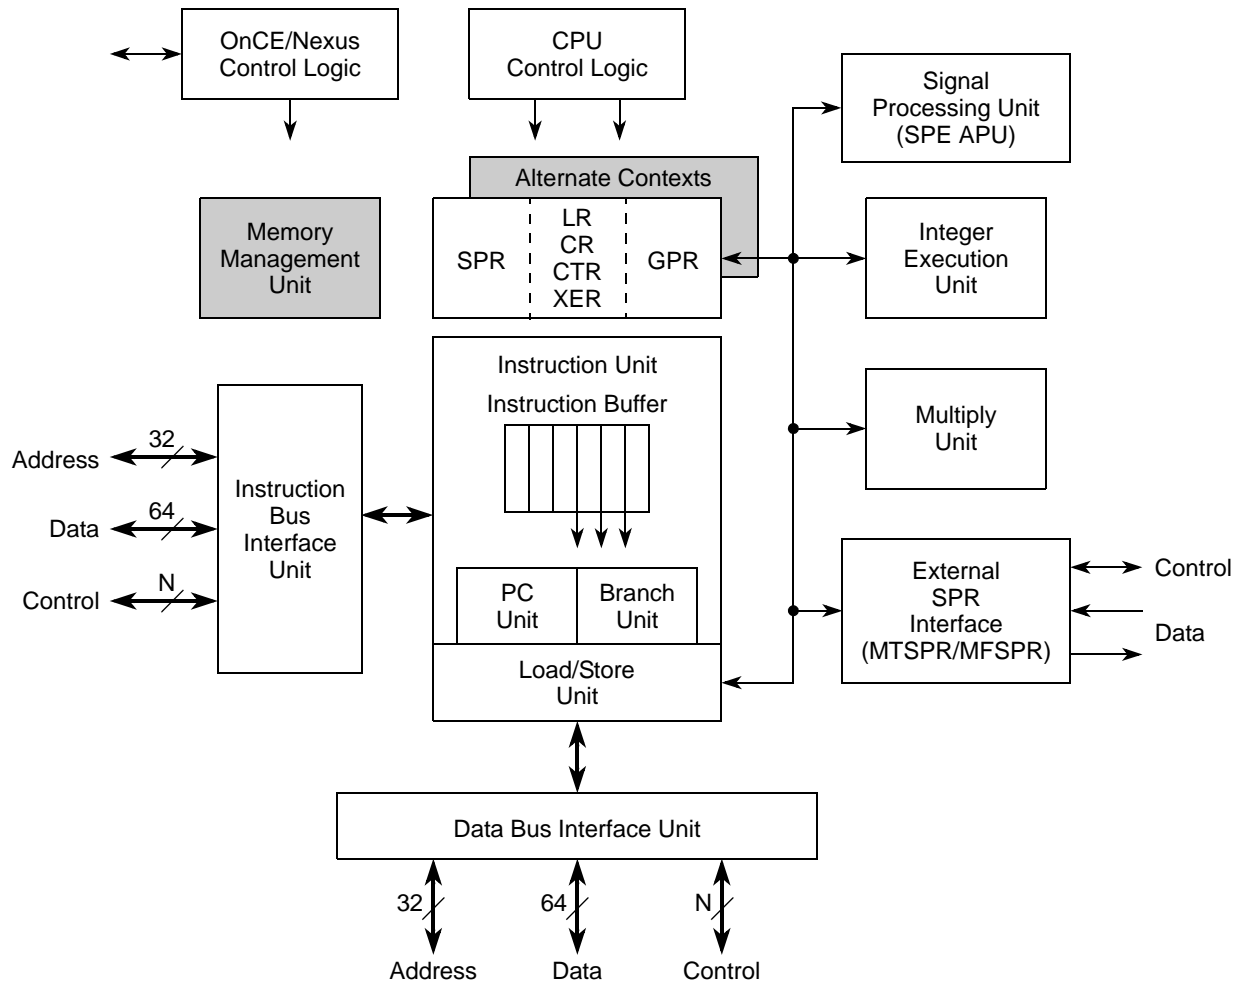 OnCE/Nexus
Control Logic
CPU
Control Logic
Signal
Processing Unit
(SPE APU)
Alternate Contexts
Memory
Management
Unit
SPR
LR
CR
CTR
XER
GPR
Integer
Execution
Unit
Instruction Unit
Instruction Buffer
Multiply
Unit
Address
32
Data
64
Control
N
Instruction
Bus
Interface
Unit
PC
Unit
Branch
Unit
Load/Store
Unit
External
SPR
Interface
(MTSPR/MFSPR)
Control
Data
Data Bus Interface Unit
32
64
N
Address
Data
Control